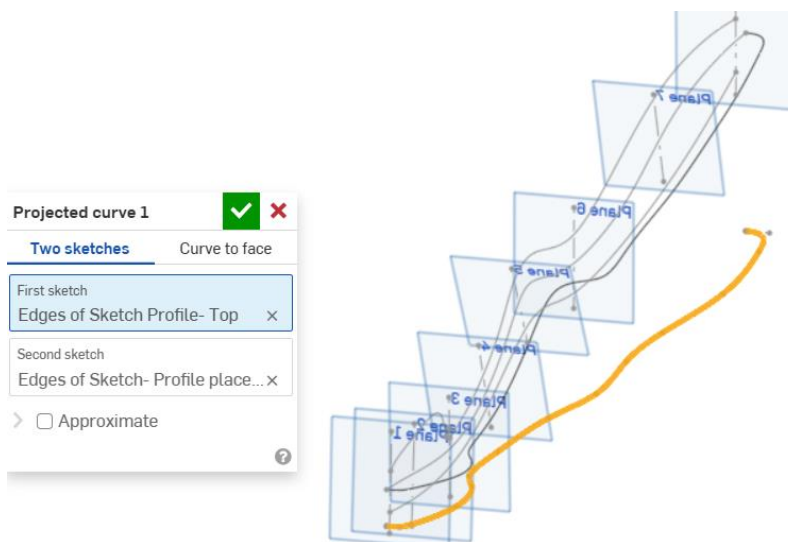 Projected curve 1
Two sketches
Curve to face
First sketch
Edges of Sketch Profile- Top
Second sketch
Edges of Sketch- Profile place...
Approximate
Plane 7
Plane 6
Plane 5
Plane 4
Plane 3
Plane 2
Plane 1